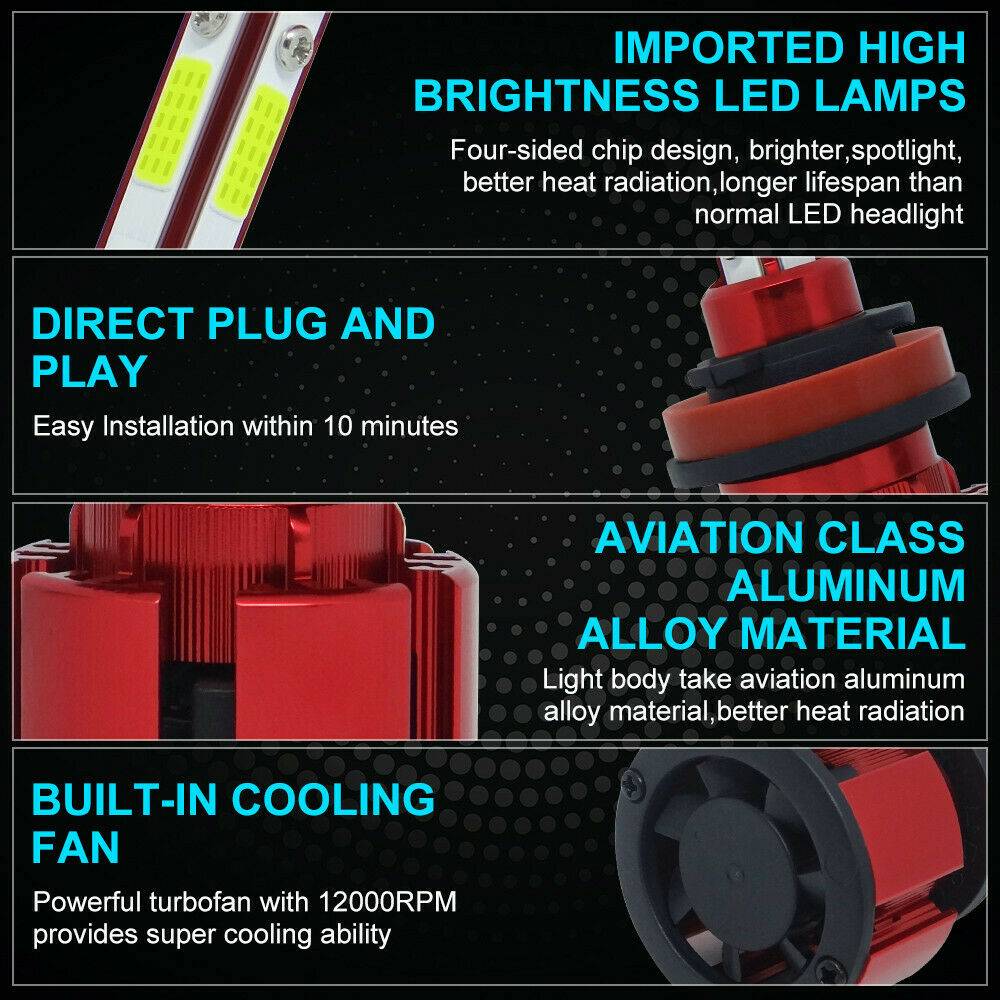 IMPORTED HIGH
BRIGHTNESS LED LAMPS
Four-sided chip design, brighter,spotlight,
better heat radiation,longer lifespan than
normal LED headlight
DIRECT PLUG AND
PLAY
Easy Installation within 10 minutes
AVIATION CLASS
ALUMINUM
ALLOY MATERIAL
Light body take aviation aluminum
alloy material,better heat radiation
BUILT-IN COOLING
FAN
Powerful turbofan with 12000RPM
provides super cooling ability